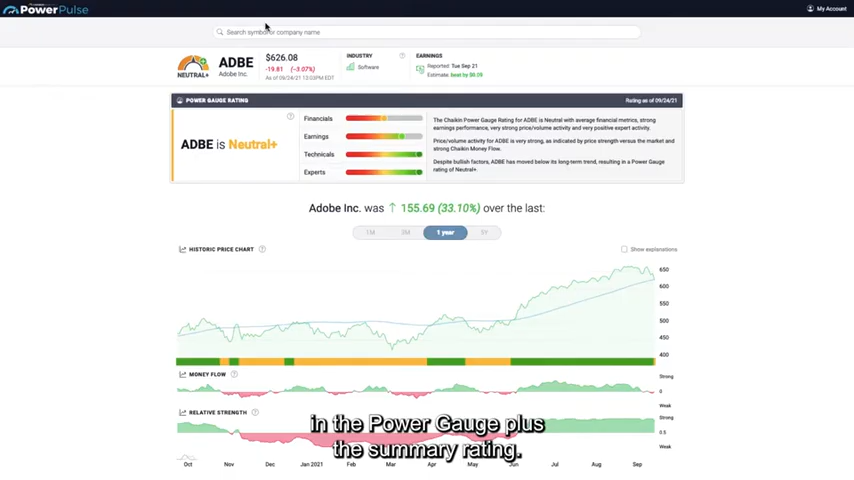 PowerPulse
My Account
Search symbol or company name
NEUTRAL+
ADBE
Adobe Inc.
$626.08
-19.81 (-3.07%)
As of 09/24/21 12:03PM EDT
INDUSTRY
Software
EARNINGS
Reported: Tue Sep 21
Estimate: beat by $0.09
POWER GAUGE RATING
Rating as of 09/24/21
ADBE is Neutral+
Financials
Earnings
Technicals
Experts
The Chaikin Power Gauge Rating for ADBE is Neutral with average financial metrics, strong
earnings performance, very strong price/volume activity and very positive expert activity.
Price/volume activity for ADBE is very strong, as indicated by price strength versus the market and
strong Chaikin Money Flow.
Despite bullish factors, ADBE has moved below its long-term trend, resulting in a Power Gauge
rating of Neutral+.
Adobe Inc. was ↑ 155.69 (33.10%) over the last:
1M 3M 1 year 5Y
HISTORIC PRICE CHART
Show explanations
650
600
550
500
450
400
MONEY FLOW
Strong
0
Weak
RELATIVE STRENGTH
Strong
0.5
Weak
in the Power Gauge plus
the summary rating.
Oct Nov Dec Jan 2021 Feb Mar Apr May Jun Jul Aug Sep